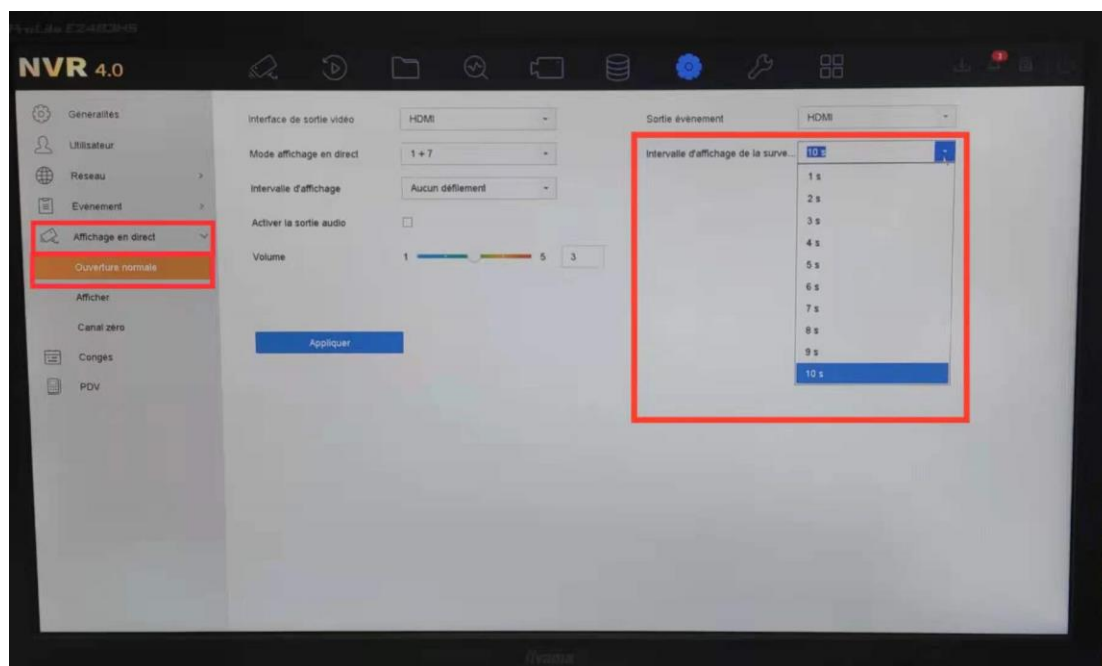 NVR 4.0
1
Généralités
Utilisateur
Réseau
Événement
Affichage en direct
Ouverture normale
Afficher
Canal zéro
Congés
PDV
Interface de sortie vidéo HDMI
Mode affichage en direct 1 + 7
Intervalle d'affichage Aucun défilement
Activer la sortie audio
Volume 1 5 3
Appliquer
Sortie évènement HDMI
Intervalle d'affichage de la surve... 10 s
1 s
2 s
3 s
4 s
5 s
6 s
7 s
8 s
9 s
10 s
iiyama